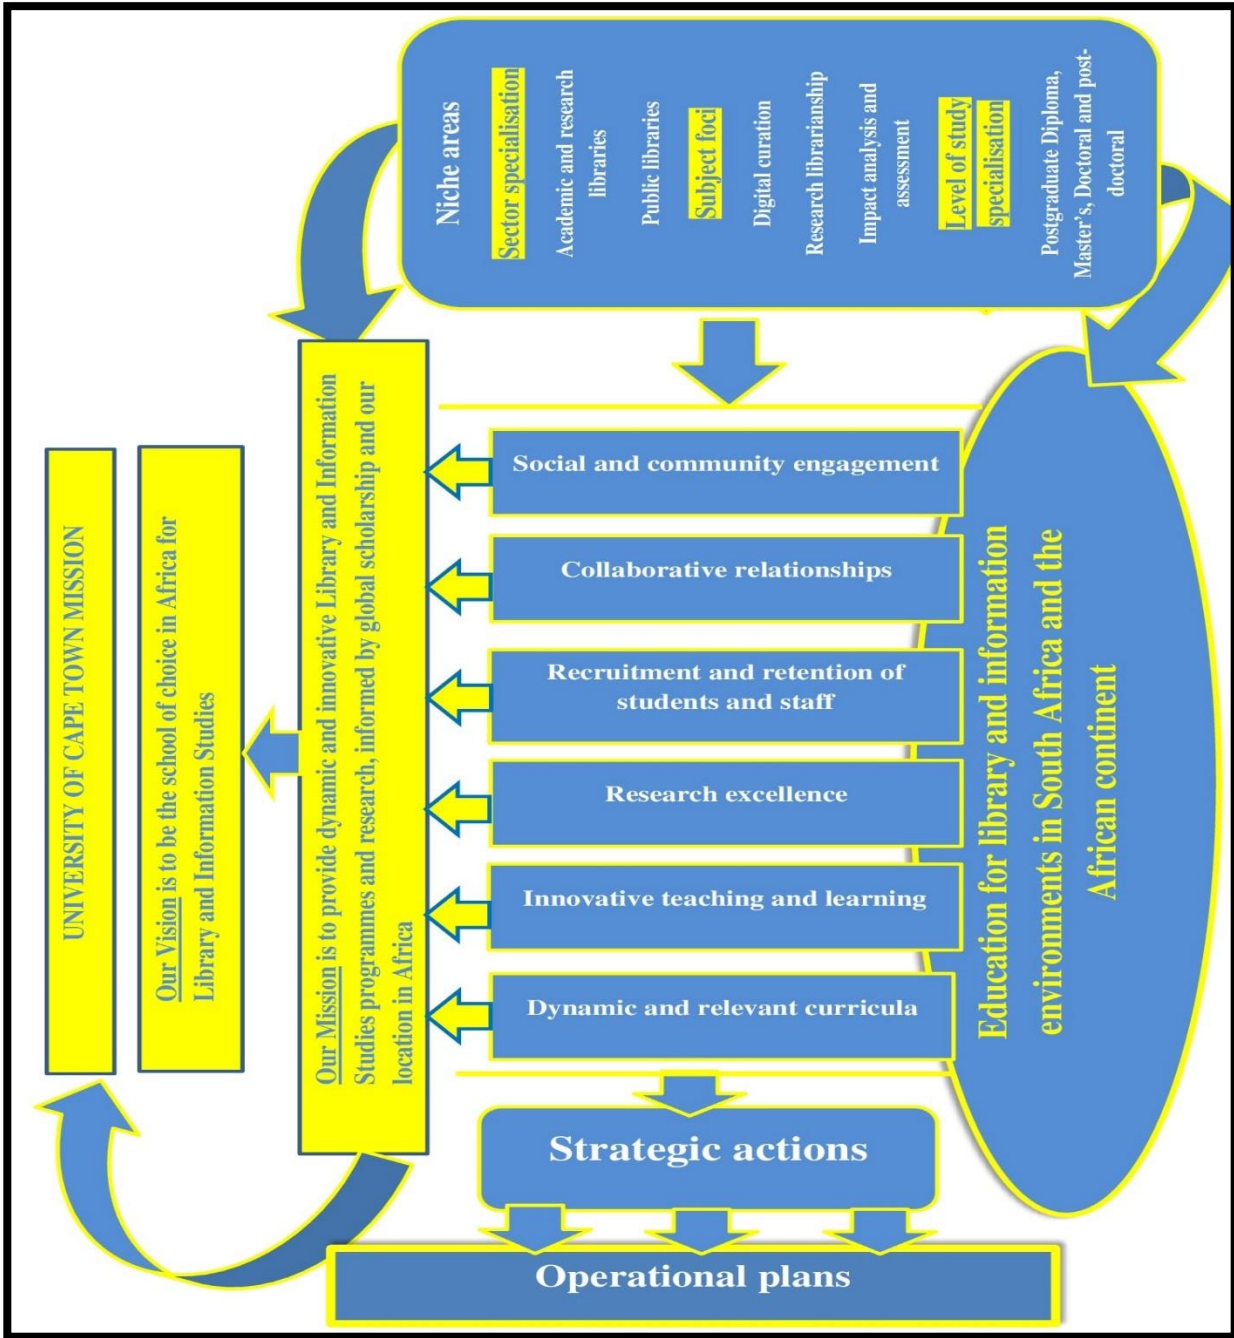 UNIVERSITY OF CAPE TOWN MISSION
Our Vision is to be the school of choice in Africa for
Library and Information Studies
Our Mission is to provide dynamic and innovative Library and Information
Studies programmes and research, informed by global scholarship and our
location in Africa
Niche areas
Sector specialisation
Academic and research
libraries
Public libraries
Subject foci
Digital curation
Research librarianship
Impact analysis and
assessment
Level of study
specialisation
Postgraduate Diploma,
Master's, Doctoral and post-
doctoral
Social and community engagement
Collaborative relationships
Recruitment and retention of
students and staff
Research excellence
Innovative teaching and learning
Dynamic and relevant curricula
Education for library and information
environments in South Africa and the
African continent
Strategic actions
Operational plans